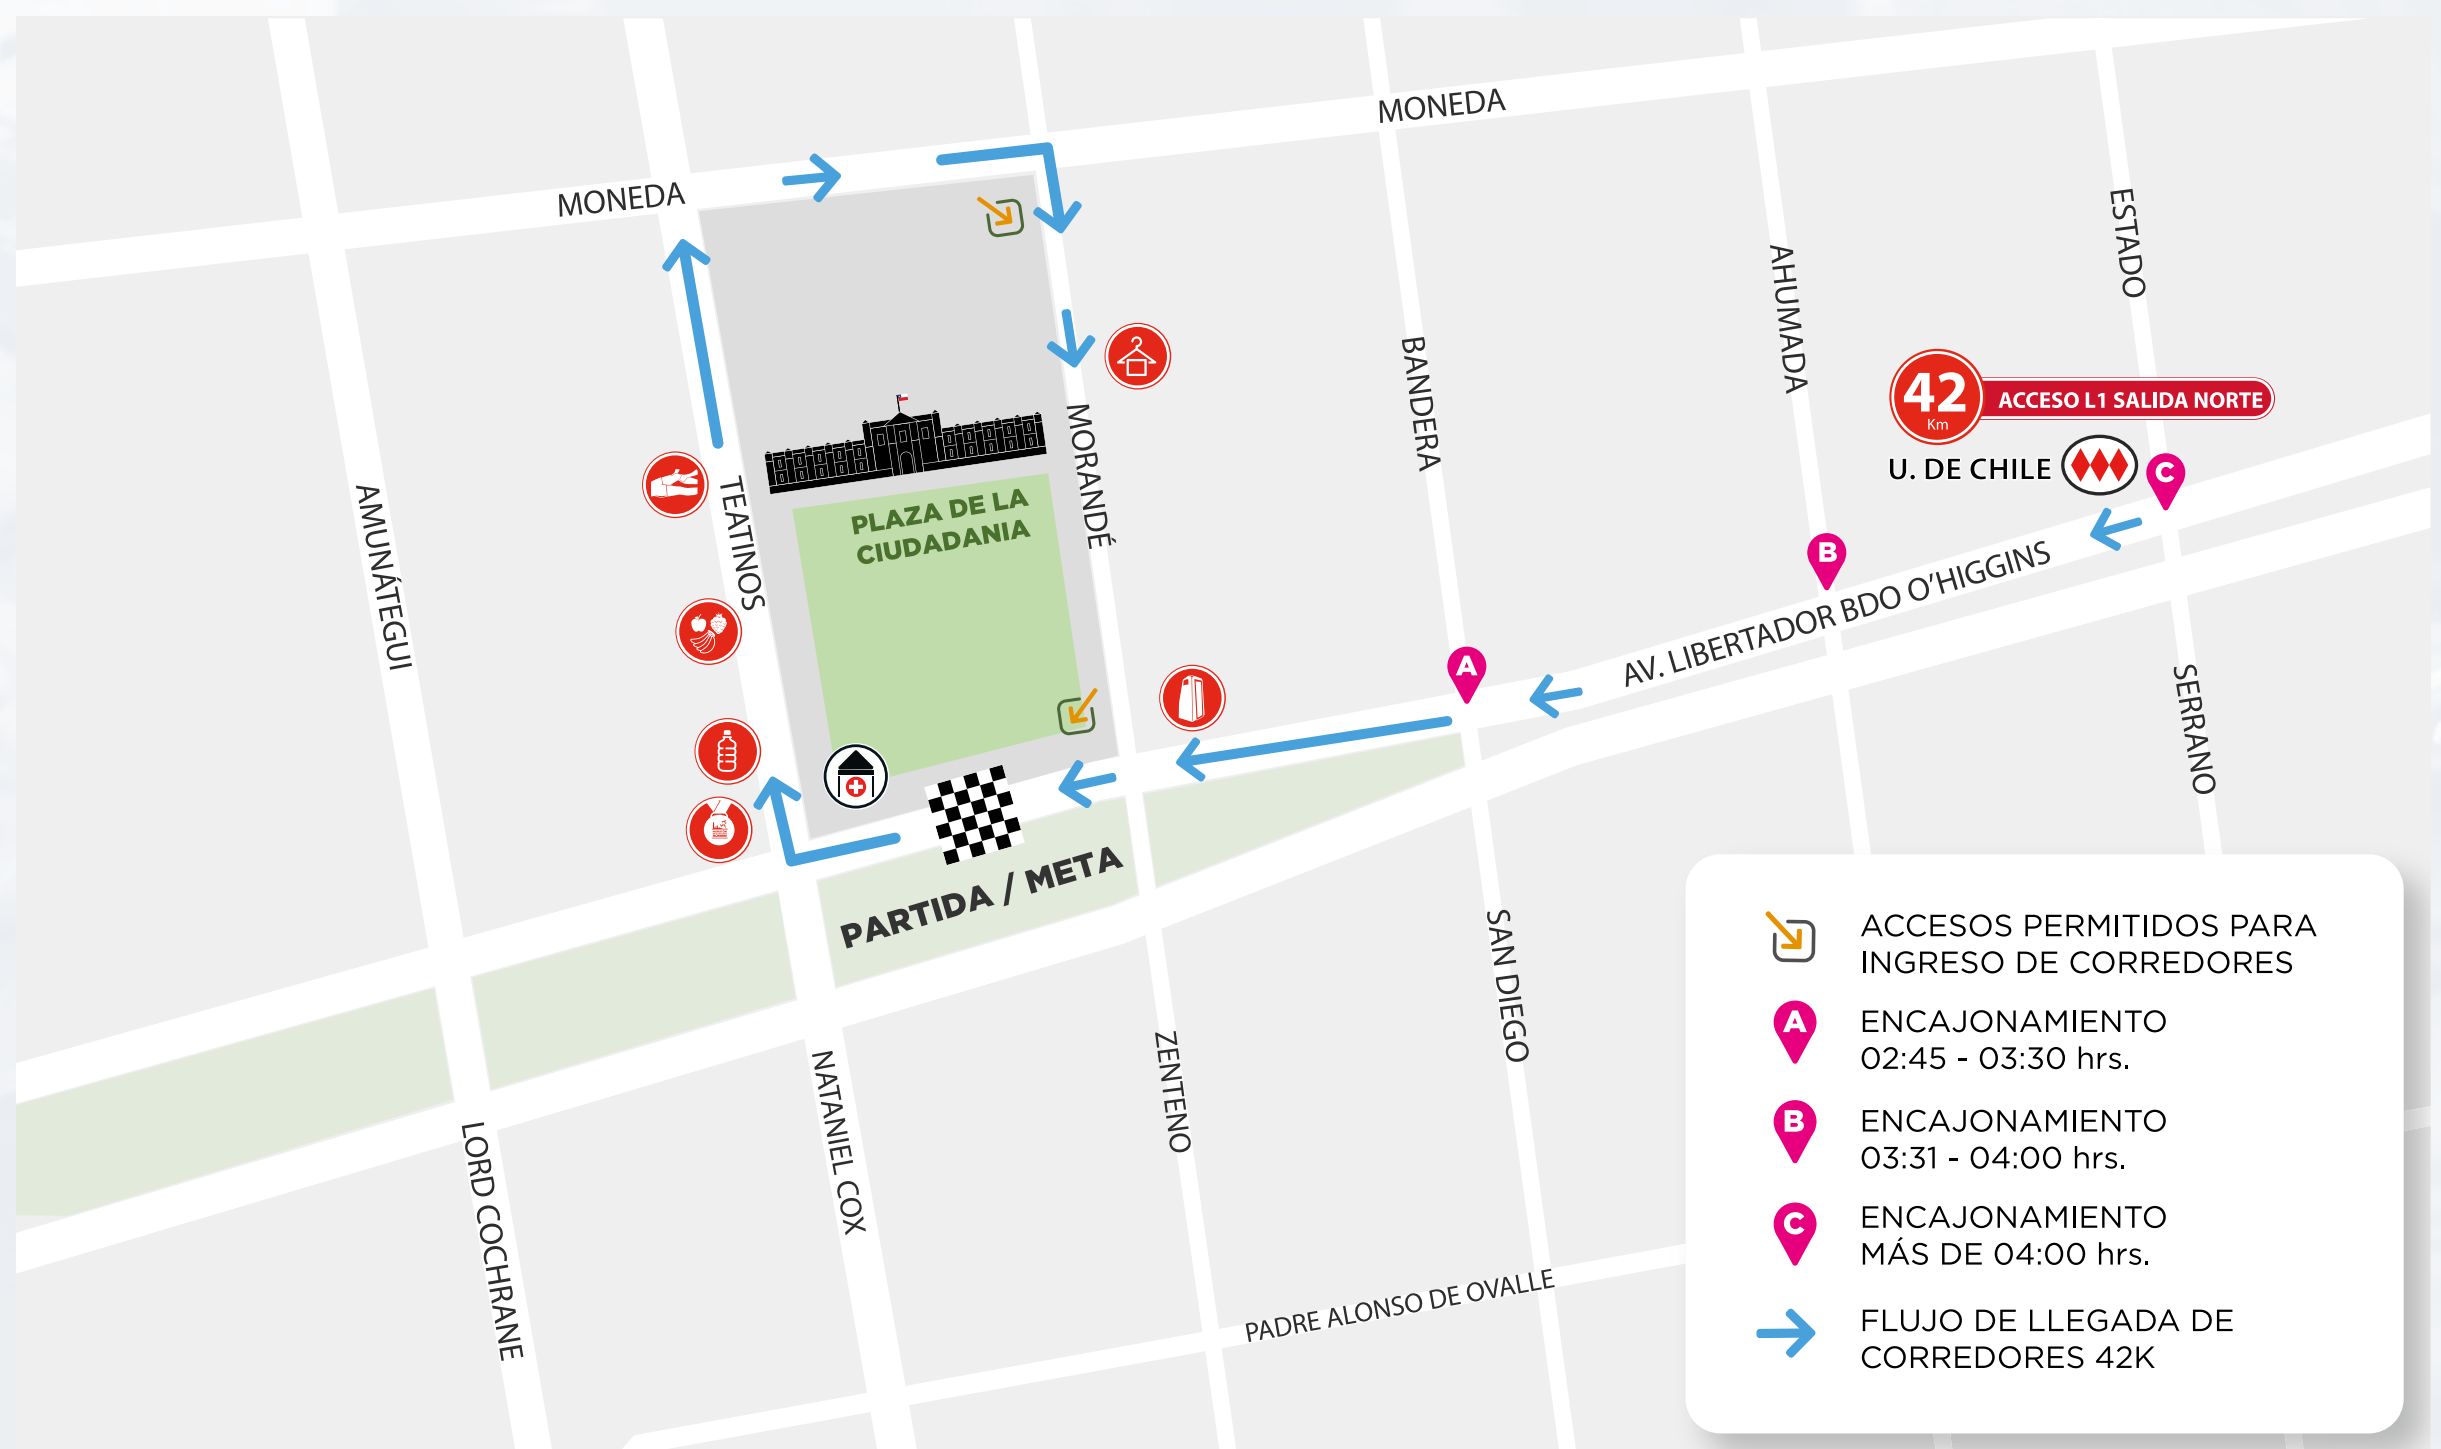 MONEDA
MONEDA
ESTADO
AHUMADA
BANDERA
42
Km
ACCESO L1 SALIDA NORTE
U. DE CHILE
C
MORANDÉ
TEATINOS
AMUNÁTEGUI
PLAZA DE LA
CIUDADANIA
B
A
AV. LIBERTADOR BDO O'HIGGINS
SERRANO
PARTIDA / META
SAN DIEGO
ZENTENO
NATANIEL COX
LORD COCHRANE
PADRE ALONSO DE OVALLE
ACCESOS PERMITIDOS PARA
INGRESO DE CORREDORES
A
ENCAJONAMIENTO
02:45 - 03:30 hrs.
B
ENCAJONAMIENTO
03:31 - 04:00 hrs.
C
ENCAJONAMIENTO
MÁS DE 04:00 hrs.
FLUJO DE LLEGADA DE
CORREDORES 42K